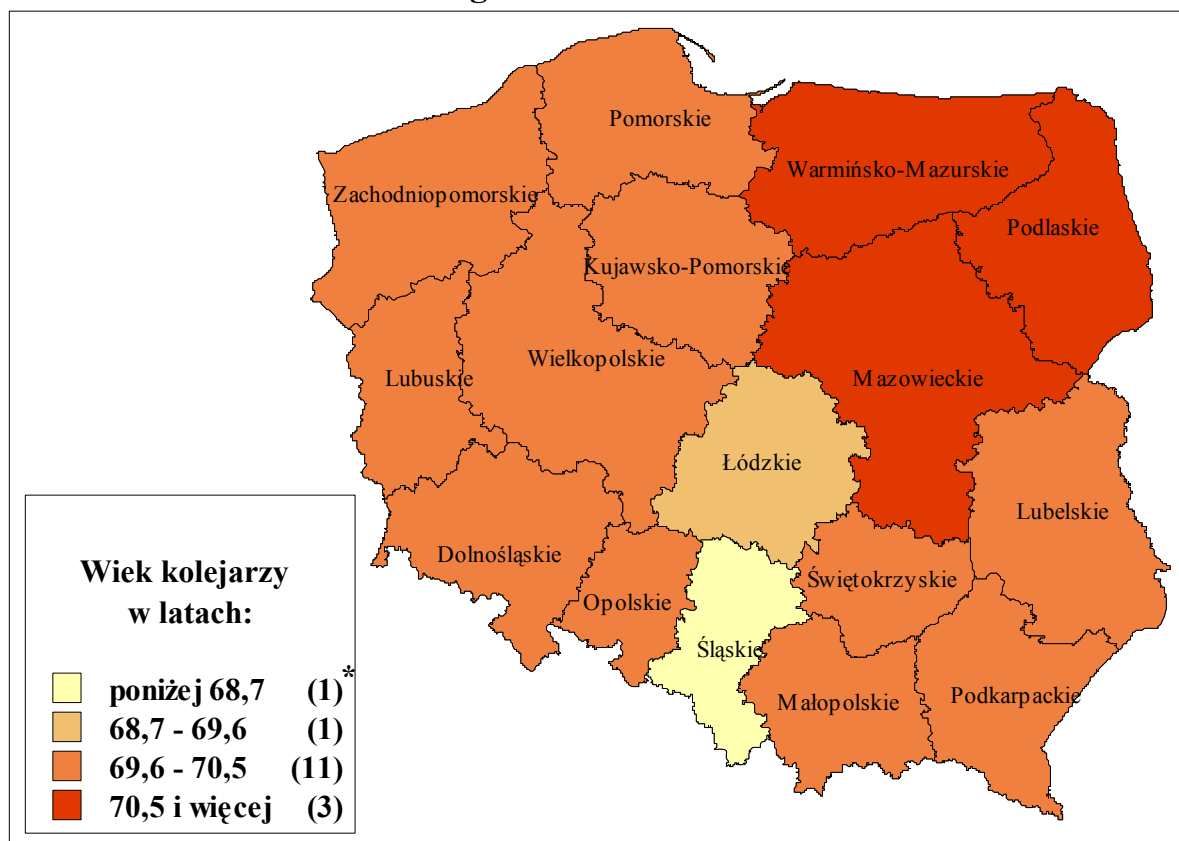 Pomorskie
Warmińsko-Mazurskie
Zachodniopomorskie
Podlaskie
Kujawsko-Pomorskie
Wielkopolskie
Lubuskie
Mazowieckie
Łódzkie
Lubelskie
Dolnośląskie
Świętokrzyskie
Opolskie
Śląskie
Małopolskie
Podkarpackie
Wiek kolejarzy
w latach:
poniżej 68,7 (1)*
68,7 - 69,6 (1)
69,6 - 70,5 (11)
70,5 i więcej (3)